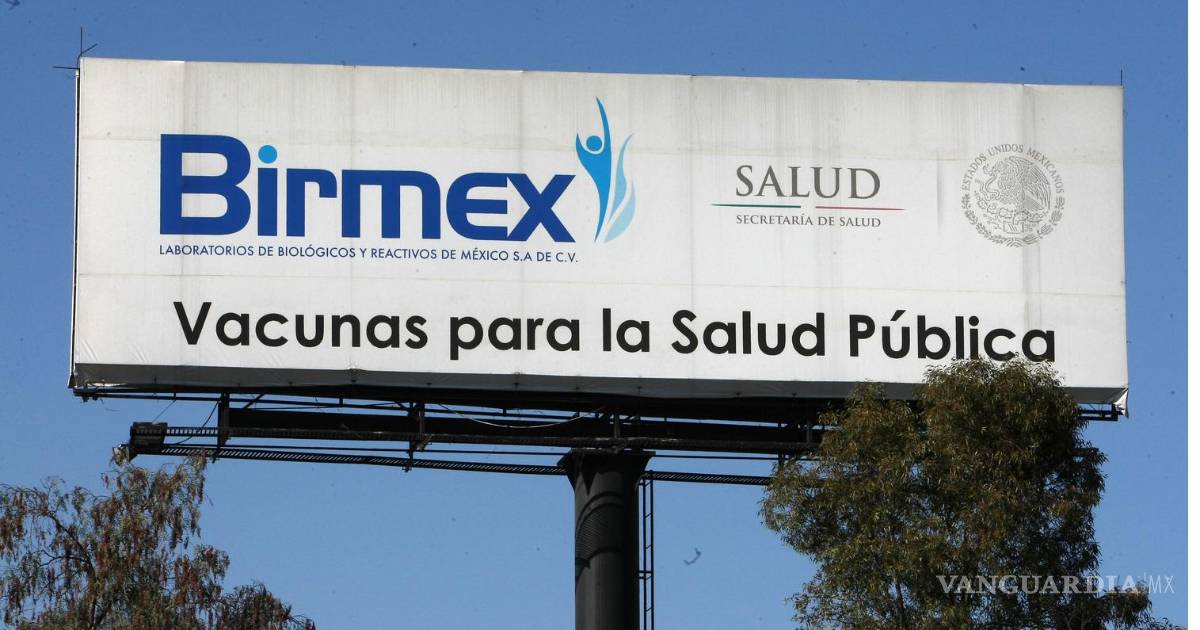 Birmex
LABORATORIOS DE BIOLÓGICOS Y REACTIVOS DE MÉXICO S.A DE C.V.
SALUD
SECRETARÍA DE SALUD
ESTADOS UNIDOS MEXICANOS
Vacunas para la Salud Pública
VANGUARDIA MX